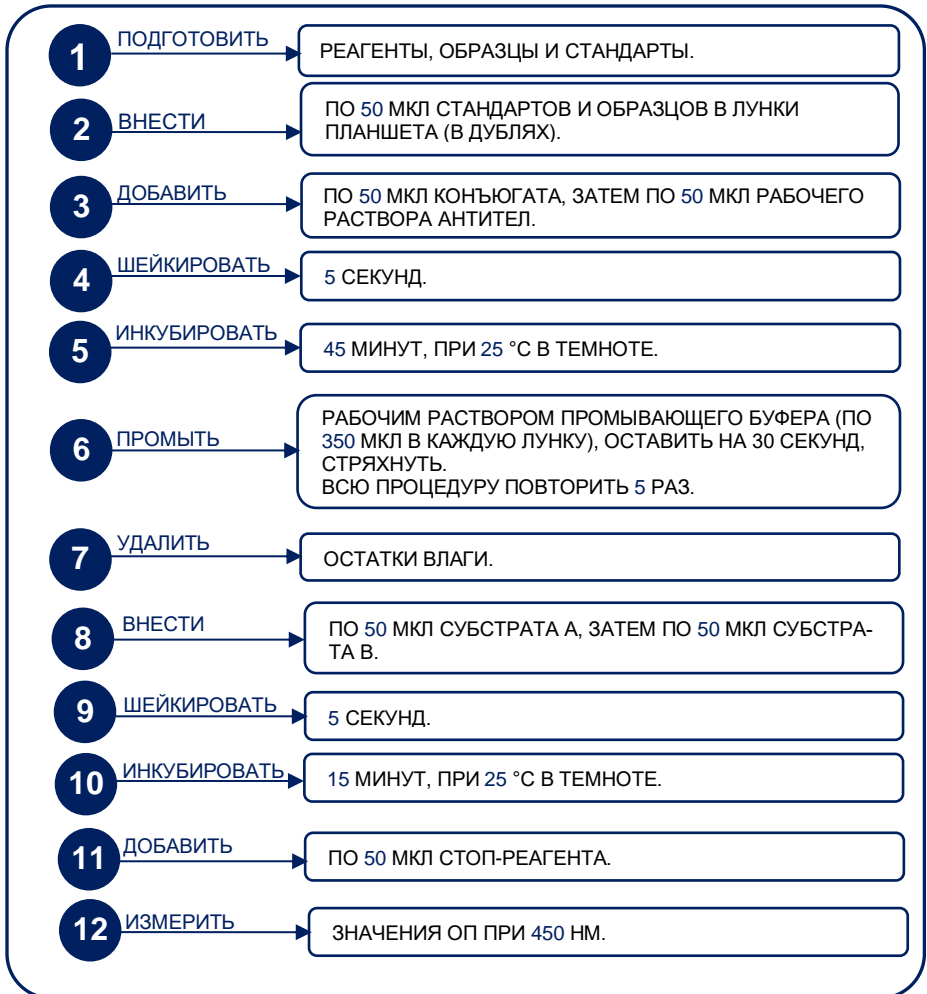 1
ПОДГОТОВИТЬ
РЕАГЕНТЫ, ОБРАЗЦЫ И СТАНДАРТЫ.
2
ВНЕСТИ
ПО 50 МКЛ СТАНДАРТОВ И ОБРАЗЦОВ В ЛУНКИ
ПЛАНШЕТА (В ДУБЛЯХ).
3
ДОБАВИТЬ
ПО 50 МКЛ КОНЪЮГАТА, ЗАТЕМ ПО 50 МКЛ РАБОЧЕГО
РАСТВОРА АНТИТЕЛ.
4
ШЕЙКИРОВАТЬ
5 СЕКУНД.
5
ИНКУБИРОВАТЬ
45 МИНУТ, ПРИ 25 °С В ТЕМНОТЕ.
6
ПРОМЫТЬ
РАБОЧИМ РАСТВОРОМ ПРОМЫВАЮЩЕГО БУФЕРА (ПО
350 МКЛ В КАЖДУЮ ЛУНКУ), ОСТАВИТЬ НА 30 СЕКУНД,
СТРЯХНУТЬ.
ВСЮ ПРОЦЕДУРУ ПОВТОРИТЬ 5 РАЗ.
7
УДАЛИТЬ
ОСТАТКИ ВЛАГИ.
8
ВНЕСТИ
ПО 50 МКЛ СУБСТРАТА А, ЗАТЕМ ПО 50 МКЛ СУБСТРА-
ТА В.
9
ШЕЙКИРОВАТЬ
5 СЕКУНД.
10
ИНКУБИРОВАТЬ
15 МИНУТ, ПРИ 25 °С В ТЕМНОТЕ.
11
ДОБАВИТЬ
ПО 50 МКЛ СТОП-РЕАГЕНТА.
12
ИЗМЕРИТЬ
ЗНАЧЕНИЯ ОП ПРИ 450 НМ.